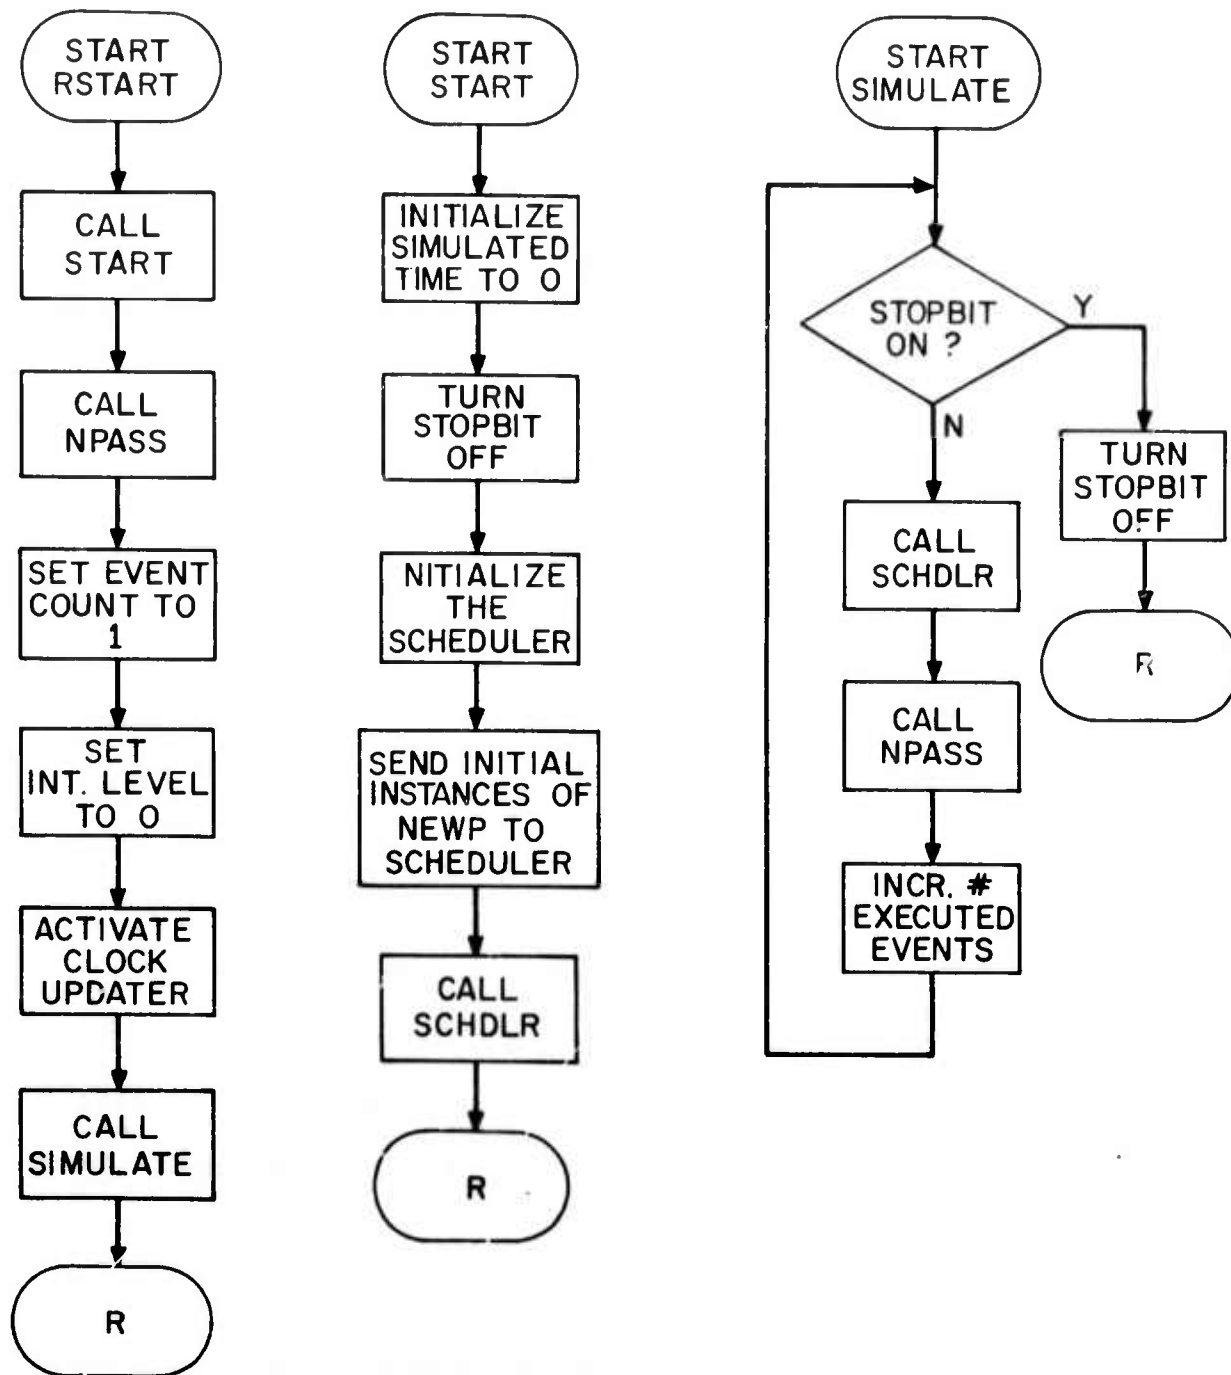 START
RSTART
CALL
START
CALL
NPASS
SET EVENT
COUNT TO
1
SET
INT. LEVEL
TO 0
ACTIVATE
CLOCK
UPDATER
CALL
SIMULATE
R
START
START
INITIALIZE
SIMULATED
TIME TO 0
TURN
STOPBIT
OFF
NITIALIZE
THE
SCHEDULER
SEND INITIAL
INSTANCES OF
NEWP TO
SCHEDULER
CALL
SCHDLR
R
START
SIMULATE
STOPBIT
ON ?
Y
N
TURN
STOPBIT
OFF
R
CALL
SCHDLR
CALL
NPASS
INCR. #
EXECUTED
EVENTS